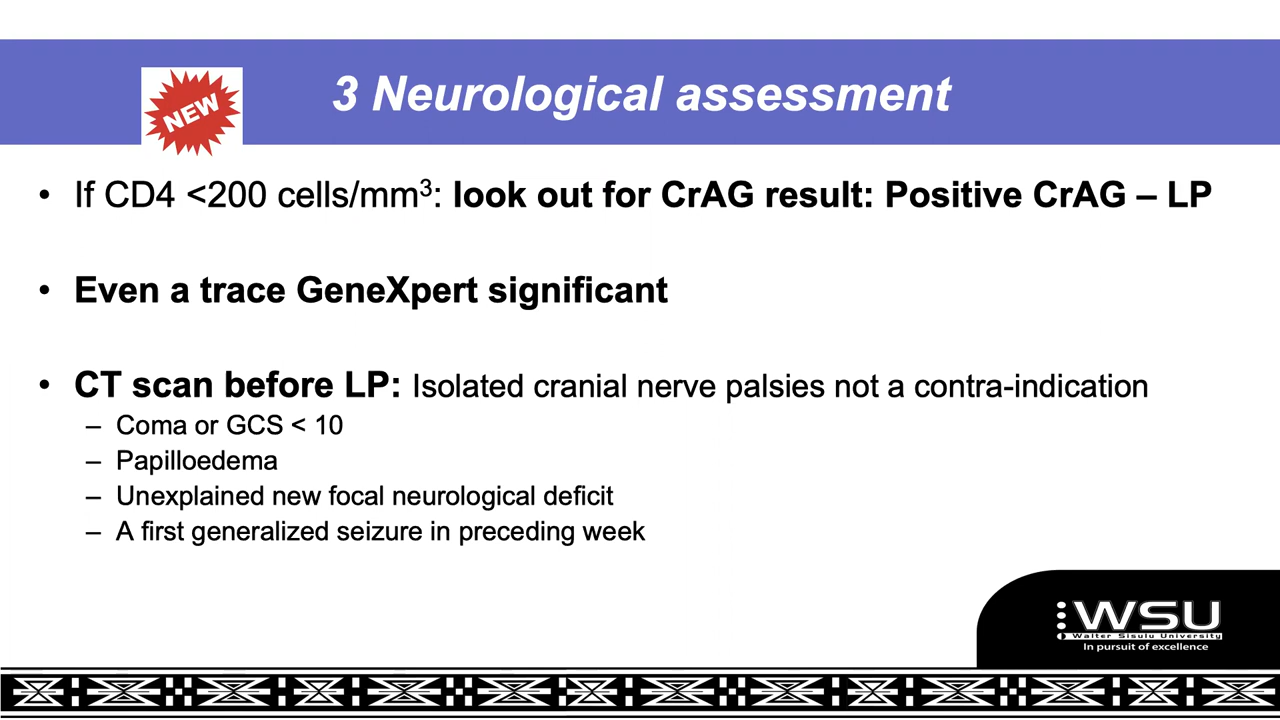 NEW
3 Neurological assessment
• If CD4 <200 cells/mm³: look out for CrAG result: Positive CrAG – LP
• Even a trace GeneXpert significant
• CT scan before LP: Isolated cranial nerve palsies not a contra-indication
– Coma or GCS < 10
– Papilloedema
– Unexplained new focal neurological deficit
– A first generalized seizure in preceding week
WSU
Walter Sisulu University
In pursuit of excellence